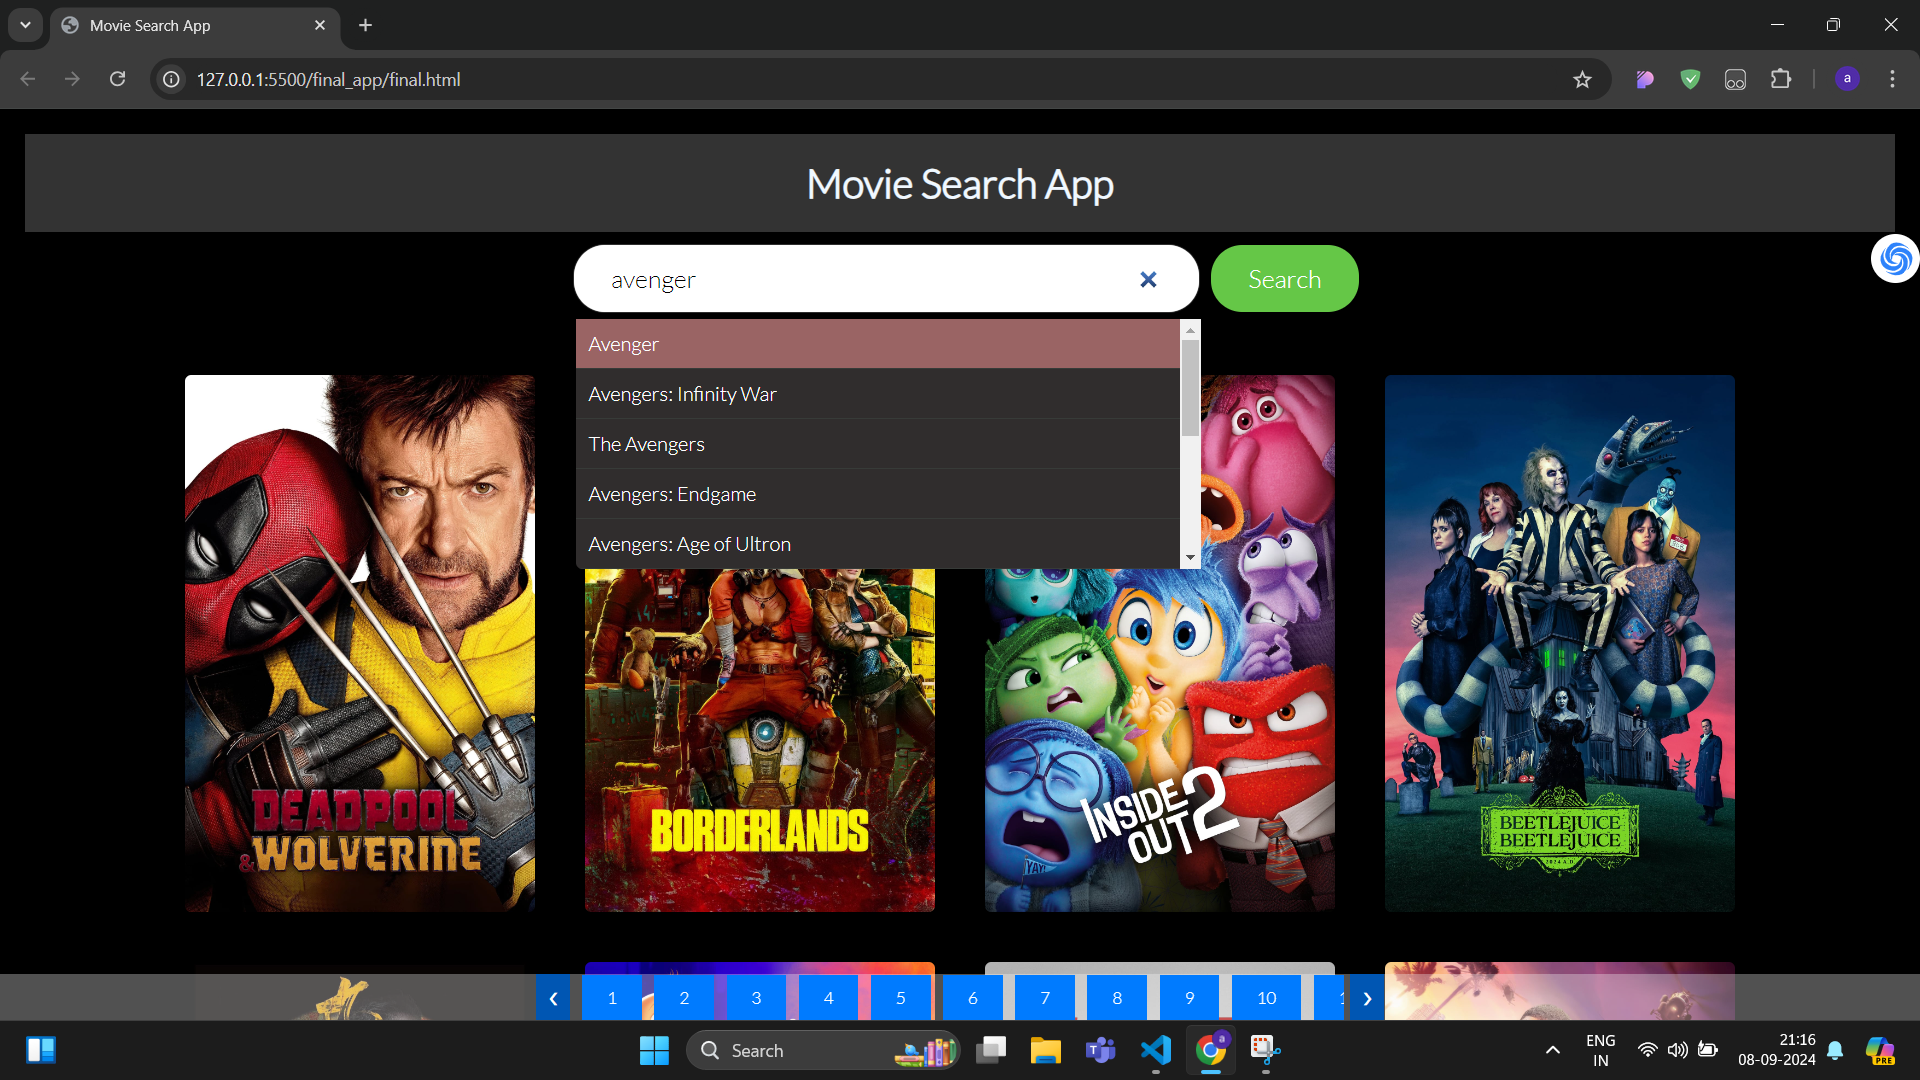 Movie Search App
127.0.0.1:5500/final_app/final.html
a
Movie Search App
avenger
Search
Avenger
Avengers: Infinity War
The Avengers
Avengers: Endgame
Avengers: Age of Ultron
DEADPOOL
& WOLVERINE
BORDERLANDS
YAY!
INSIDE
OUT 2
BEETLEJUICE
BEETLEJUICE
1 2 3 4 5 6 7 8 9 10
Search
a
ENG
IN
21:16
08-09-2024
PRE